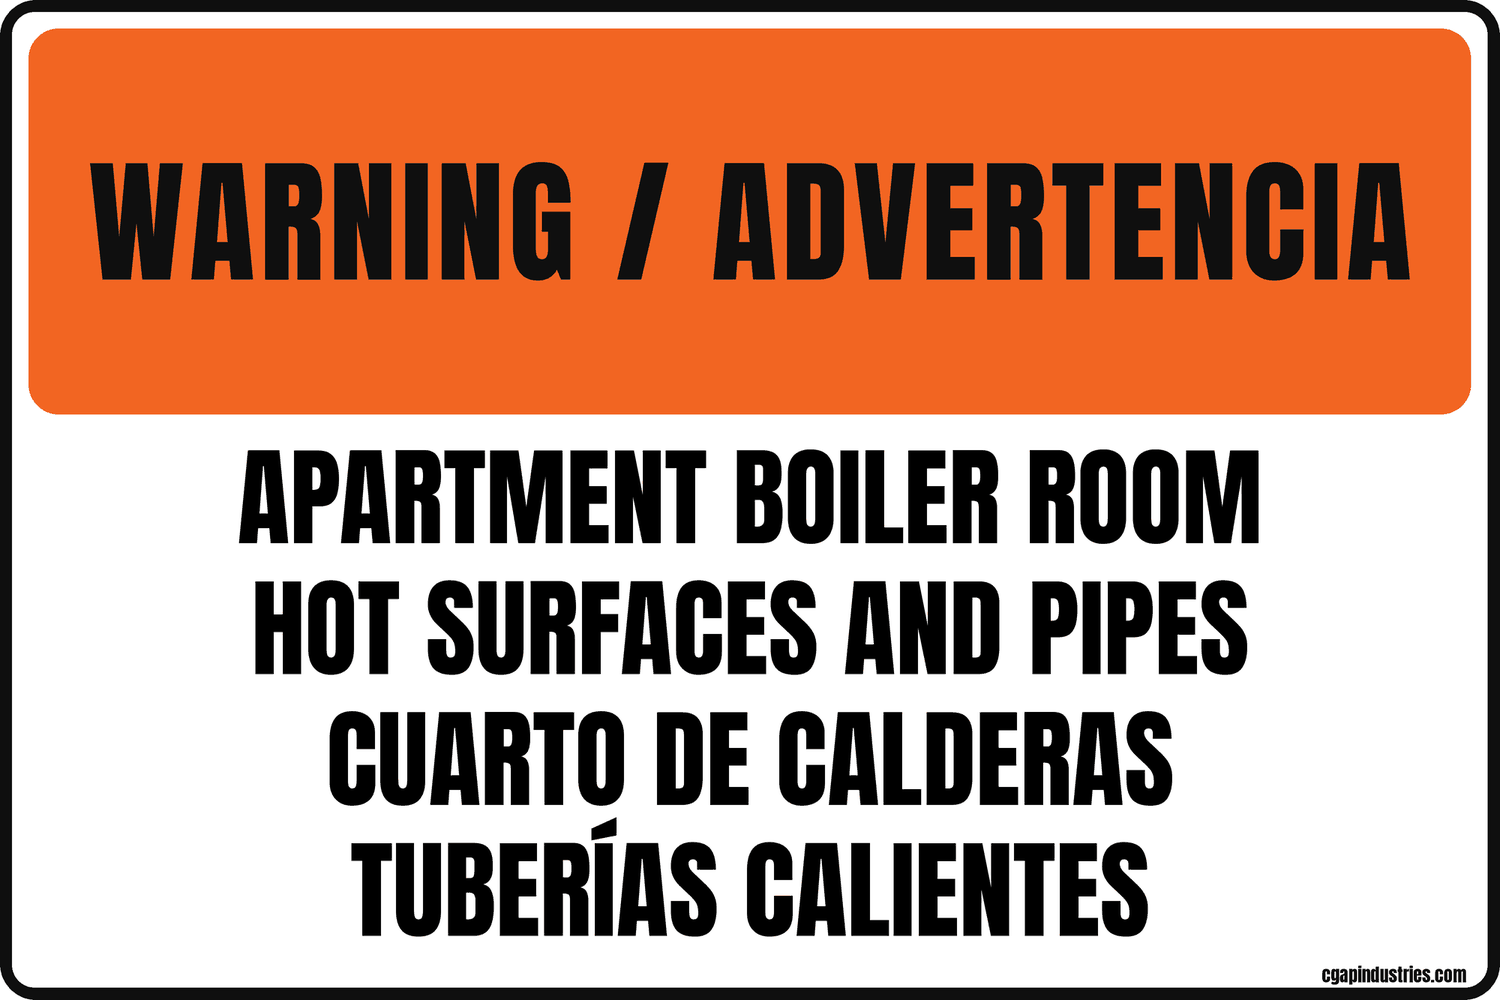 WARNING / ADVERTENCIA
APARTMENT BOILER ROOM
HOT SURFACES AND PIPES
CUARTO DE CALDERAS
TUBERÍAS CALIENTES
cgapindustries.com